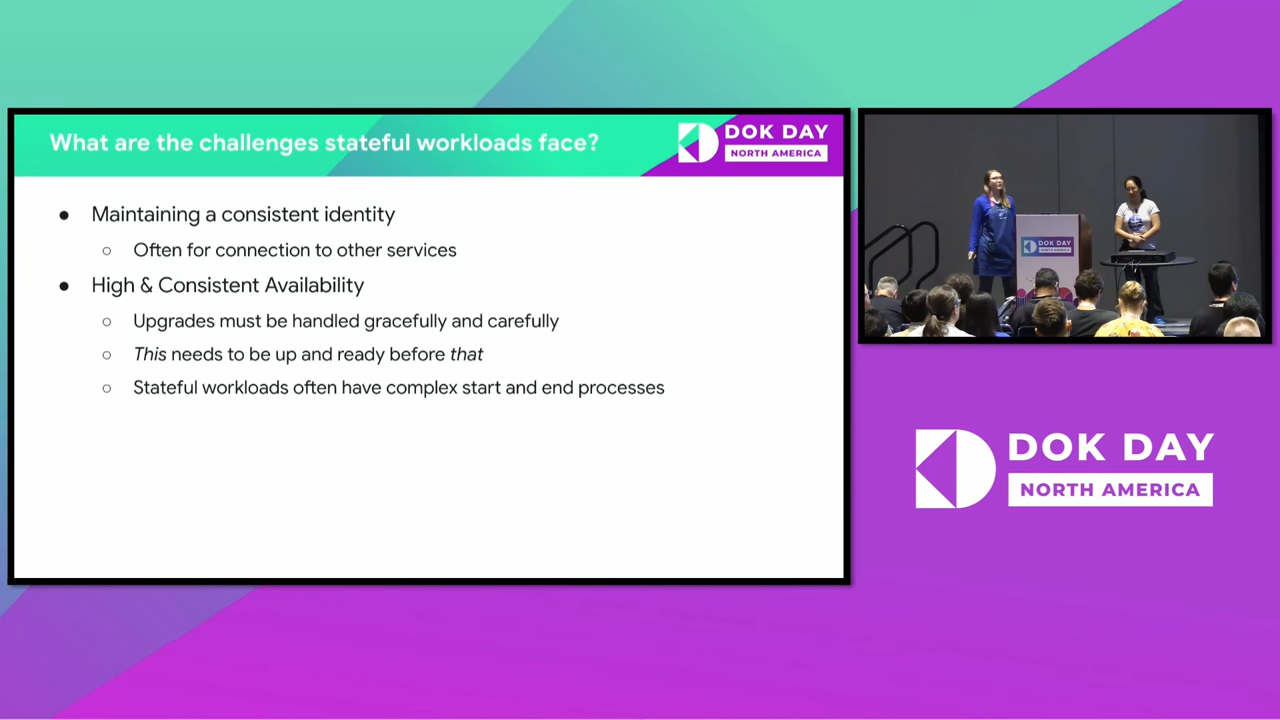 What are the challenges stateful workloads face?
DOK DAY
NORTH AMERICA
● Maintaining a consistent identity
○ Often for connection to other services
● High & Consistent Availability
○ Upgrades must be handled gracefully and carefully
○ This needs to be up and ready before that
○ Stateful workloads often have complex start and end processes
DOK DAY
NORTH AMERICA
DOK DAY
NORTH AMERICA